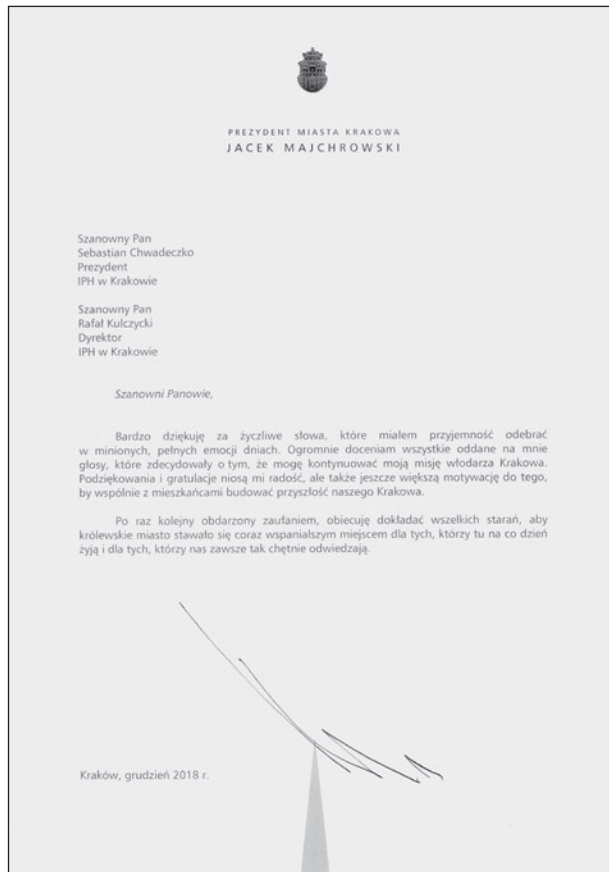 PREZYDENT MIASTA KRAKOWA
JACEK MAJCHROWSKI
Szanowny Pan
Sebastian Chwadeczko
Prezydent
IPH w Krakowie
Szanowny Pan
Rafał Kulczycki
Dyrektor
IPH w Krakowie
Szanowni Panowie,
Bardzo dziękuję za życzliwe słowa, które miałem przyjemność odebrać
w minionych, pełnych emocji dniach. Ogromnie doceniam wszystkie oddane na mnie
głosy, które zdecydowały o tym, że mogę kontynuować moją misję włodarza Krakowa.
Podziękowania i gratulacje niosą mi radość, ale także jeszcze większą motywację do tego,
by wspólnie z mieszkańcami budować przyszłość naszego Krakowa.
Po raz kolejny obdarzony zaufaniem, obiecuję dokładać wszelkich starań, aby
królewskie miasto stawało się coraz wspanialszym miejscem dla tych, którzy tu na co dzień
żyją i dla tych, którzy nas zawsze tak chętnie odwiedzają.
Kraków, grudzień 2018 r.